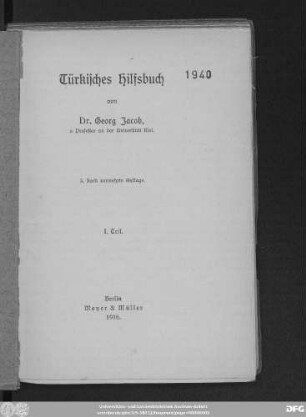 Türkisches Hilfsbuch
1940
von
Dr. Georg Jacob,
o. Professor an der Universität Kiel.
2. stark vermehrte Auflage.
I. Teil.
Berlin
Mayer & Müller
1916.
DFG